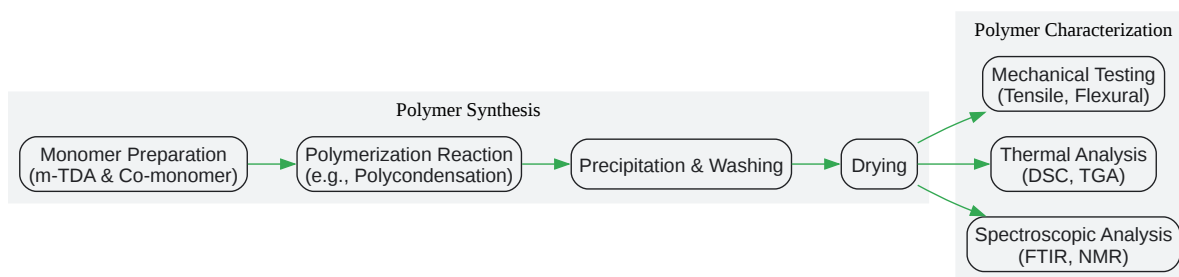 Polymer Synthesis
Monomer Preparation
(m-TDA & Co-monomer)
Polymerization Reaction
(e.g., Polycondensation)
Precipitation & Washing
Drying
Polymer Characterization
Mechanical Testing
(Tensile, Flexural)
Thermal Analysis
(DSC, TGA)
Spectroscopic Analysis
(FTIR, NMR)